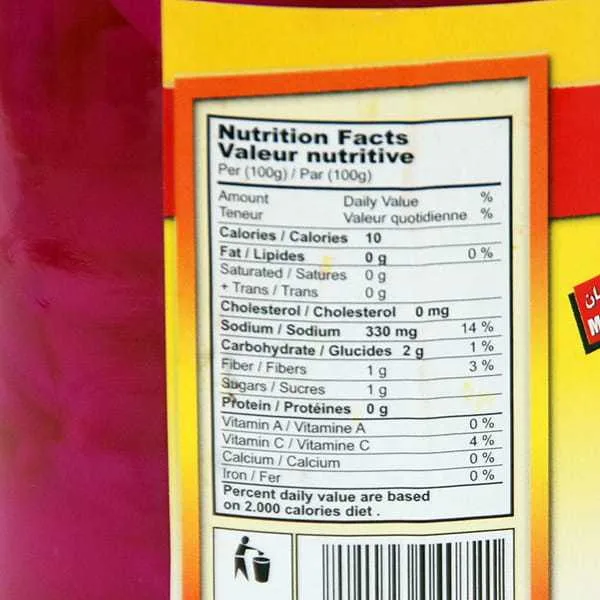 Nutrition Facts
Valeur nutritive
Per (100g) / Par (100g)
Amount Daily Value %
Teneur Valeur quotidienne %
Calories / Calories 10
Fat / Lipides 0 g 0 %
Saturated / Satures 0 g
+ Trans / Trans 0 g
Cholesterol / Cholesterol 0 mg
Sodium / Sodium 330 mg 14 %
Carbohydrate / Glucides 2 g 1 %
Fiber / Fibers 1 g 3 %
Sugars / Sucres 1 g
Protein / Protéines 0 g
Vitamin A / Vitamine A 0 %
Vitamin C / Vitamine C 4 %
Calcium / Calcium 0 %
Iron / Fer 0 %
Percent daily value are based
on 2.000 calories diet .